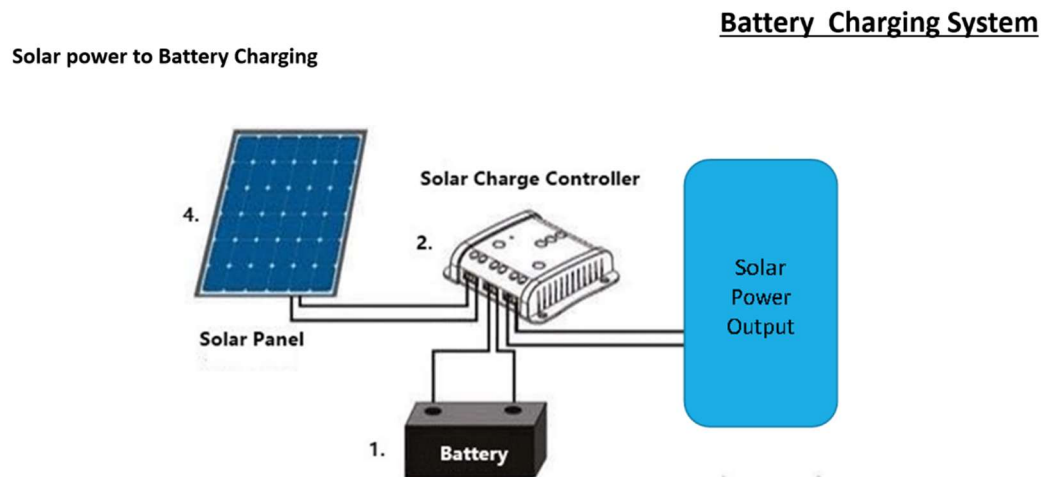 Battery  Charging System
Solar power to Battery Charging
Solar Charge Controller
4.
2.
Solar
Power
Output
Solar Panel
1.
Battery